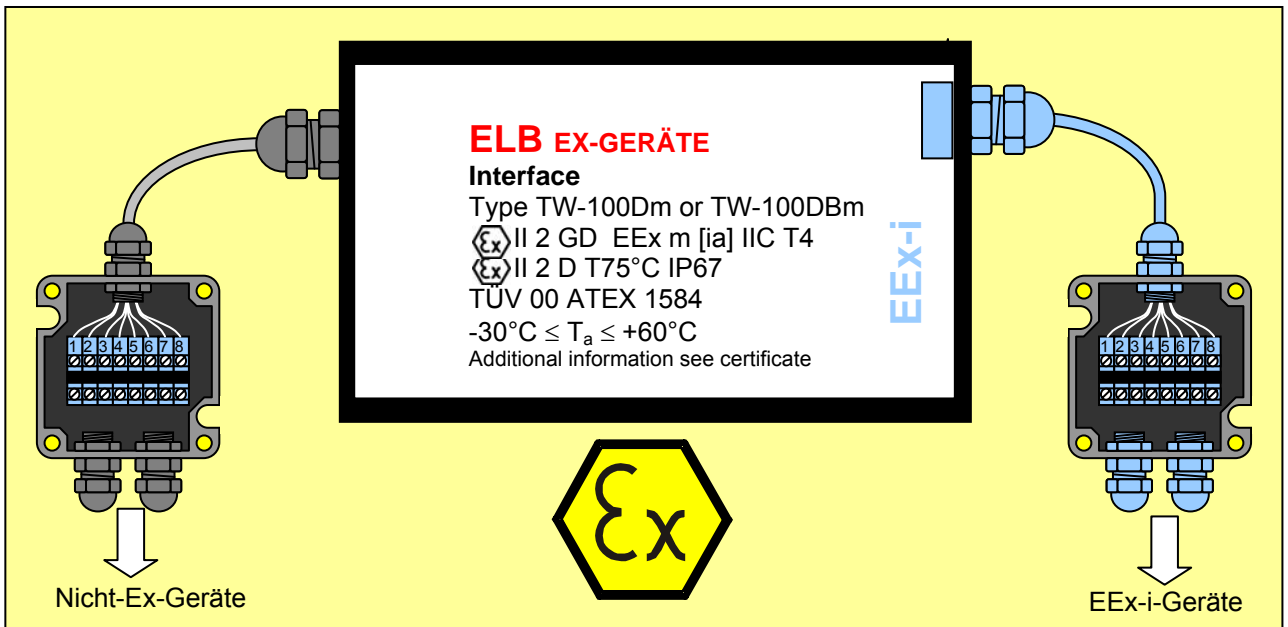 ELB EX-GERÄTE
Interface
Type TW-100Dm or TW-100DBm
Ex II 2 GD EEx m [ia] IIC T4
Ex II 2 D T75°C IP67
TÜV 00 ATEX 1584
-30°C ≤ Ta ≤ +60°C
Additional information see certificate
EEx-i
1 2 3 4 5 6 7 8
1 2 3 4 5 6 7 8
Ex
Nicht-Ex-Geräte
EEx-i-Geräte